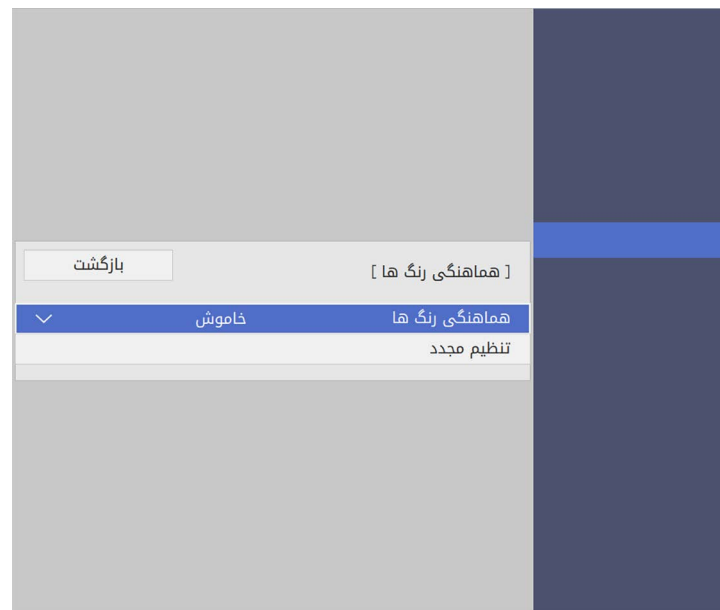 بازگشت
[ هماهنگی رنگ ها ]
هماهنگی رنگ ها خاموش
تنظیم مجدد